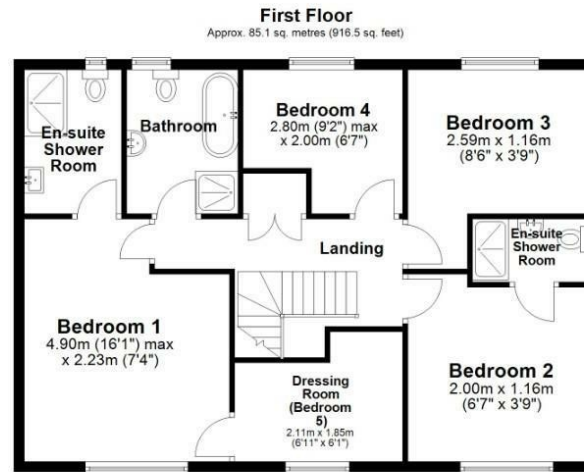 First Floor
Approx. 85.1 sq. metres (916.5 sq. feet)
En-suite
Shower
Room
Bathroom
Bedroom 4
2.80m (9'2") max
x 2.00m (6'7")
Bedroom 3
2.59m x 1.16m
(8'6" x 3'9")
Landing
En-suite
Shower
Room
Bedroom 1
4.90m (16'1") max
x 2.23m (7'4")
Dressing
Room
(Bedroom
5)
2.11m x 1.85m
(6'11" x 6'1")
Bedroom 2
2.00m x 1.16m
(6'7" x 3'9")